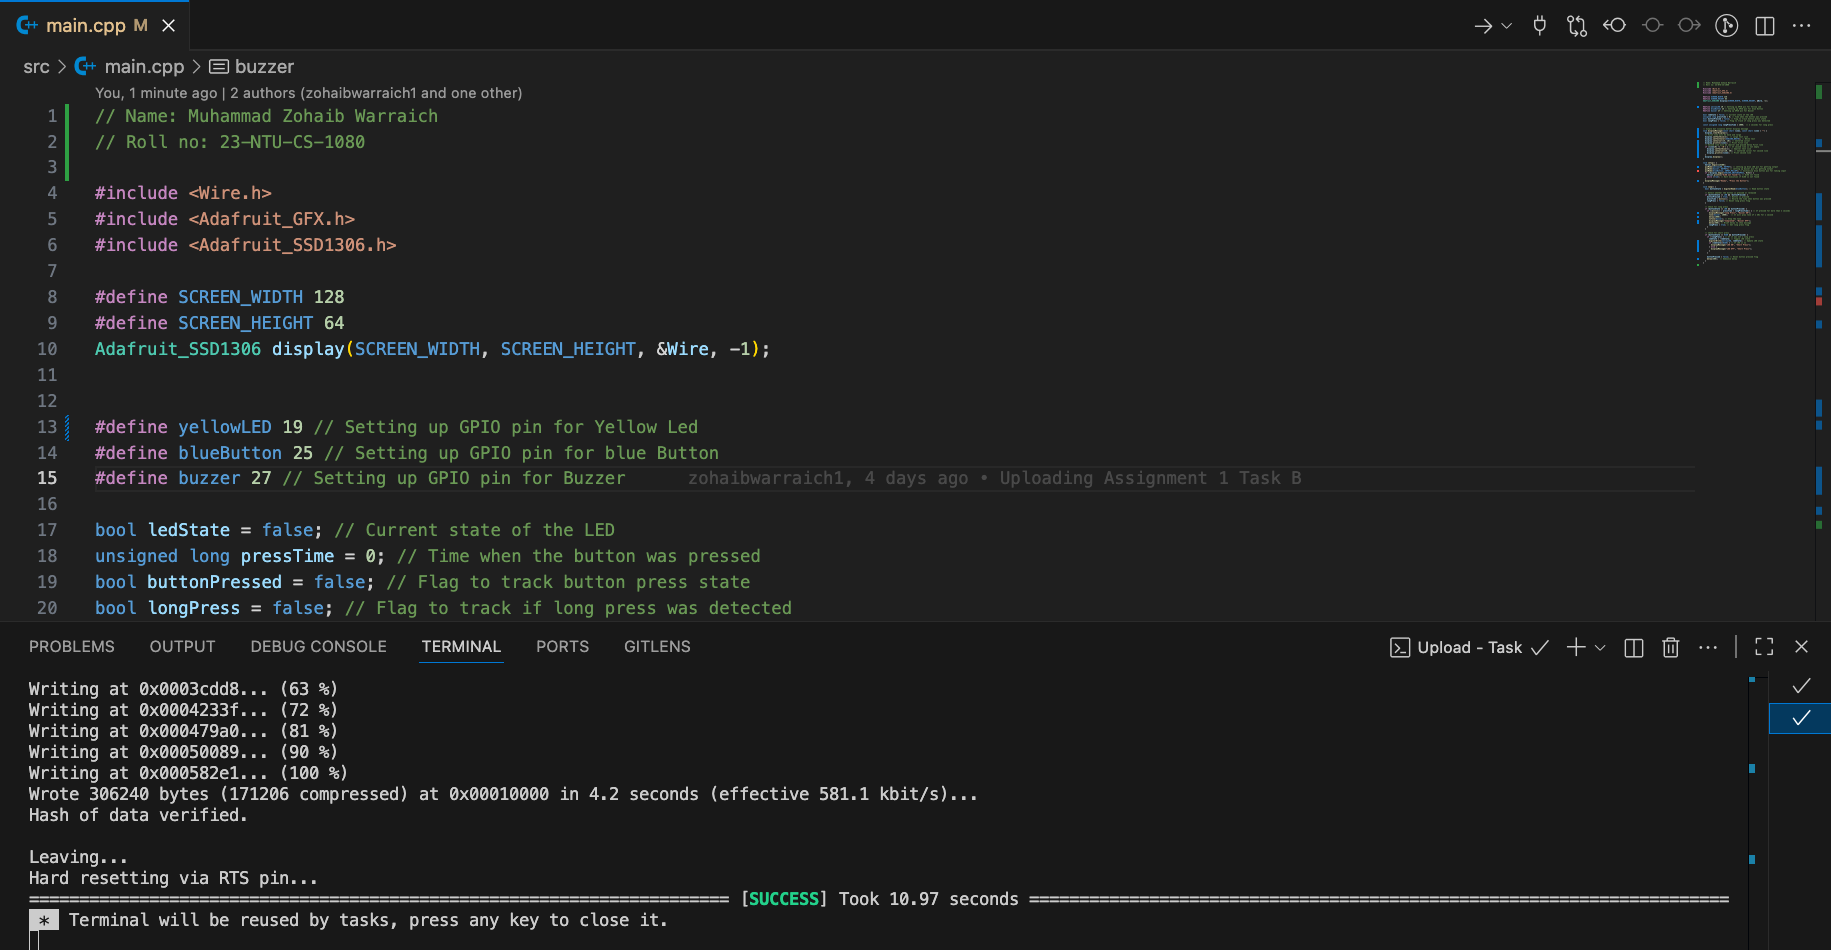 main.cpp M
src > main.cpp > buzzer
You, 1 minute ago | 2 authors (zohaibwarraich1 and one other)
1 // Name: Muhammad Zohaib Warraich
2 // Roll no: 23-NTU-CS-1080
3
4 #include <Wire.h>
5 #include <Adafruit_GFX.h>
6 #include <Adafruit_SSD1306.h>
7
8 #define SCREEN_WIDTH 128
9 #define SCREEN_HEIGHT 64
10 Adafruit_SSD1306 display(SCREEN_WIDTH, SCREEN_HEIGHT, &Wire, -1);
11
12
13 #define yellowLED 19 // Setting up GPIO pin for Yellow Led
14 #define blueButton 25 // Setting up GPIO pin for blue Button
15 #define buzzer 27 // Setting up GPIO pin for Buzzer zohaibwarraich1, 4 days ago • Uploading Assignment 1 Task B
16
17 bool ledState = false; // Current state of the LED
18 unsigned long pressTime = 0; // Time when the button was pressed
19 bool buttonPressed = false; // Flag to track button press state
20 bool longPress = false; // Flag to track if long press was detected
PROBLEMS OUTPUT DEBUG CONSOLE TERMINAL PORTS GITLENS Upload - Task
Writing at 0x0003cdd8... (63 %)
Writing at 0x0004233f... (72 %)
Writing at 0x000479a0... (81 %)
Writing at 0x00050089... (90 %)
Writing at 0x000582e1... (100 %)
Wrote 306240 bytes (171206 compressed) at 0x00010000 in 4.2 seconds (effective 581.1 kbit/s)...
Hash of data verified.
Leaving...
Hard resetting via RTS pin...
====================================================================== [SUCCESS] Took 10.97 seconds ======================================================================
* Terminal will be reused by tasks, press any key to close it.